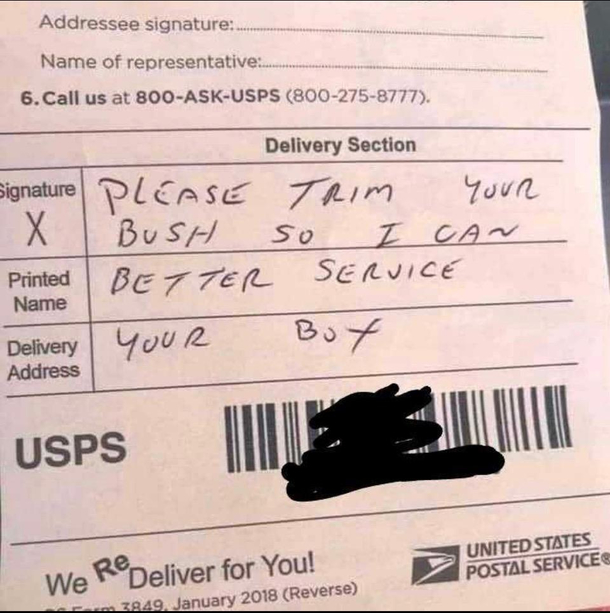 Addressee signature:
Name of representative:
6. Call us at 800-ASK-USPS (800-275-8777).
Delivery Section
Signature
X
PLEASE TRIM YOUR
BUSH SO I CAN
Printed
Name
BETTER SERVICE
Delivery
Address
YOUR BOX
USPS
We ReDeliver for You!
UNITED STATES
POSTAL SERVICE®
PS Form 3849, January 2018 (Reverse)